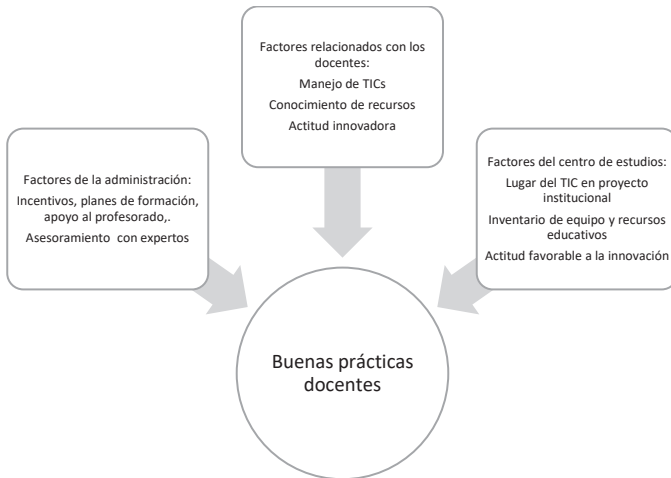 Factores relacionados con los
docentes:
Manejo de TICs
Conocimiento de recursos
Actitud innovadora
Factores de la administración:
Incentivos, planes de formación,
apoyo al profesorado,.
Asesoramiento con expertos
Factores del centro de estudios:
Lugar del TIC en proyecto
institucional
Inventario de equipo y recursos
educativos
Actitud favorable a la innovación
Buenas prácticas
docentes